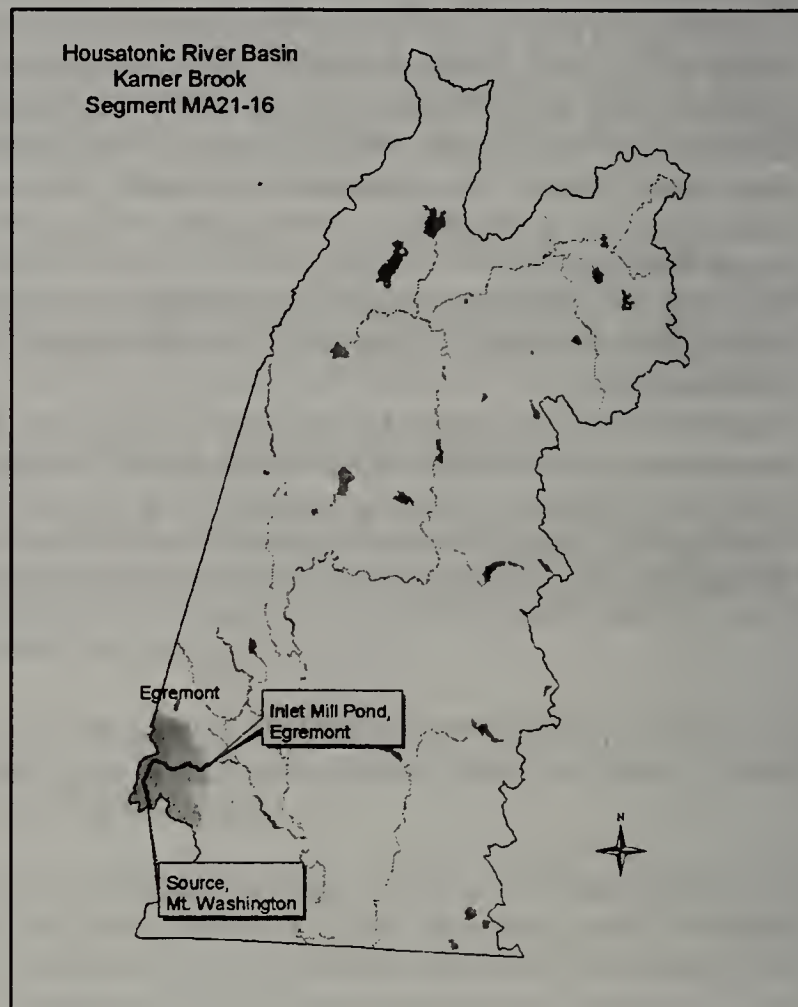 Housatonic River Basin
Karner Brook
Segment MA21-16
Egremont
Inlet Mill Pond,
Egremont
Source,
Mt. Washington
N